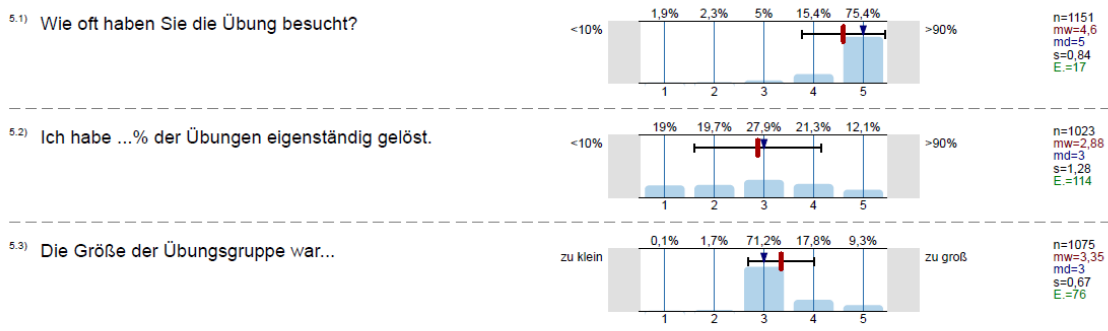 5.1) Wie oft haben Sie die Übung besucht?
<10%
1,9% 2,3% 5% 15,4% 75,4%
1 2 3 4 5
>90%
n=1151
mw=4,6
md=5
s=0,84
E.=17
5.2) Ich habe ...% der Übungen eigenständig gelöst.
<10%
19% 19,7% 27,9% 21,3% 12,1%
1 2 3 4 5
>90%
n=1023
mw=2,88
md=3
s=1,28
E.=114
5.3) Die Größe der Übungsgruppe war...
zu klein
0,1% 1,7% 71,2% 17,8% 9,3%
1 2 3 4 5
zu groß
n=1075
mw=3,35
md=3
s=0,67
E.=76